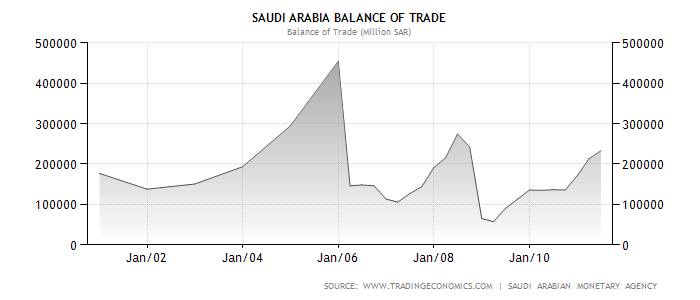 SAUDI ARABIA BALANCE OF TRADE
Balance of Trade (Million SAR)
500000 500000
400000 400000
300000 300000
200000 200000
100000 100000
0 0
Jan/02 Jan/04 Jan/06 Jan/08 Jan/10
SOURCE: WWW.TRADINGECONOMICS.COM | SAUDI ARABIAN MONETARY AGENCY